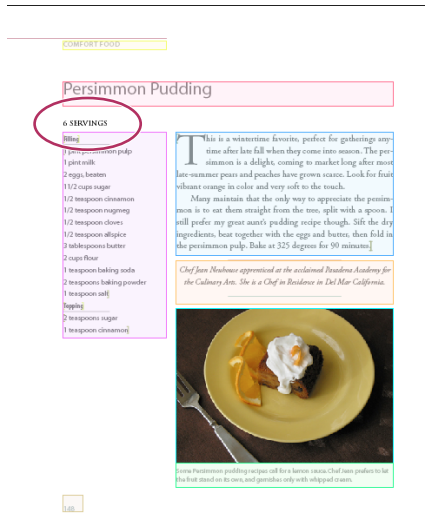 COMFORT FOOD
Persimmon Pudding
6 SERVINGS
Filling
1 pint persimmon pulp
1 pint milk
2 eggs, beaten
1 1/2 cups sugar
1/2 teaspoon cinnamon
1/2 teaspoon nugmeg
1/2 teaspoon cloves
1/2 teaspoon allspice
3 tablespoons butter
2 cups flour
1 teaspoon baking soda
2 teaspoons baking powder
1 teaspoon salt
Topping
2 teaspoons sugar
1 teaspoon cinnamon
This is a wintertime favorite, perfect for gatherings any-
time after late fall when they come into season. The per-
simmon is a delight, coming to market long after most
late-summer pears and peaches have grown scarce. Look for fruit
vibrant orange in color and very soft to the touch.
Many maintain that the only way to appreciate the persim-
mon is to eat them straight from the tree, split with a spoon. I
still prefer my great aunt's pudding recipe though. Sift the dry
ingredients, beat together with the eggs and butter, then fold in
the persimmon pulp. Bake at 325 degrees for 90 minutes.
Chef Jean Neuhouse apprenticed at the acclaimed Pasadena Academy for
the Culinary Arts. She is a Chef in Residence in Del Mar California.
Some Persimmon pudding recipes call for a lemon sauce. Chef Jean prefers to let
the fruit stand on its own, and garnishes only with whipped cream.
148